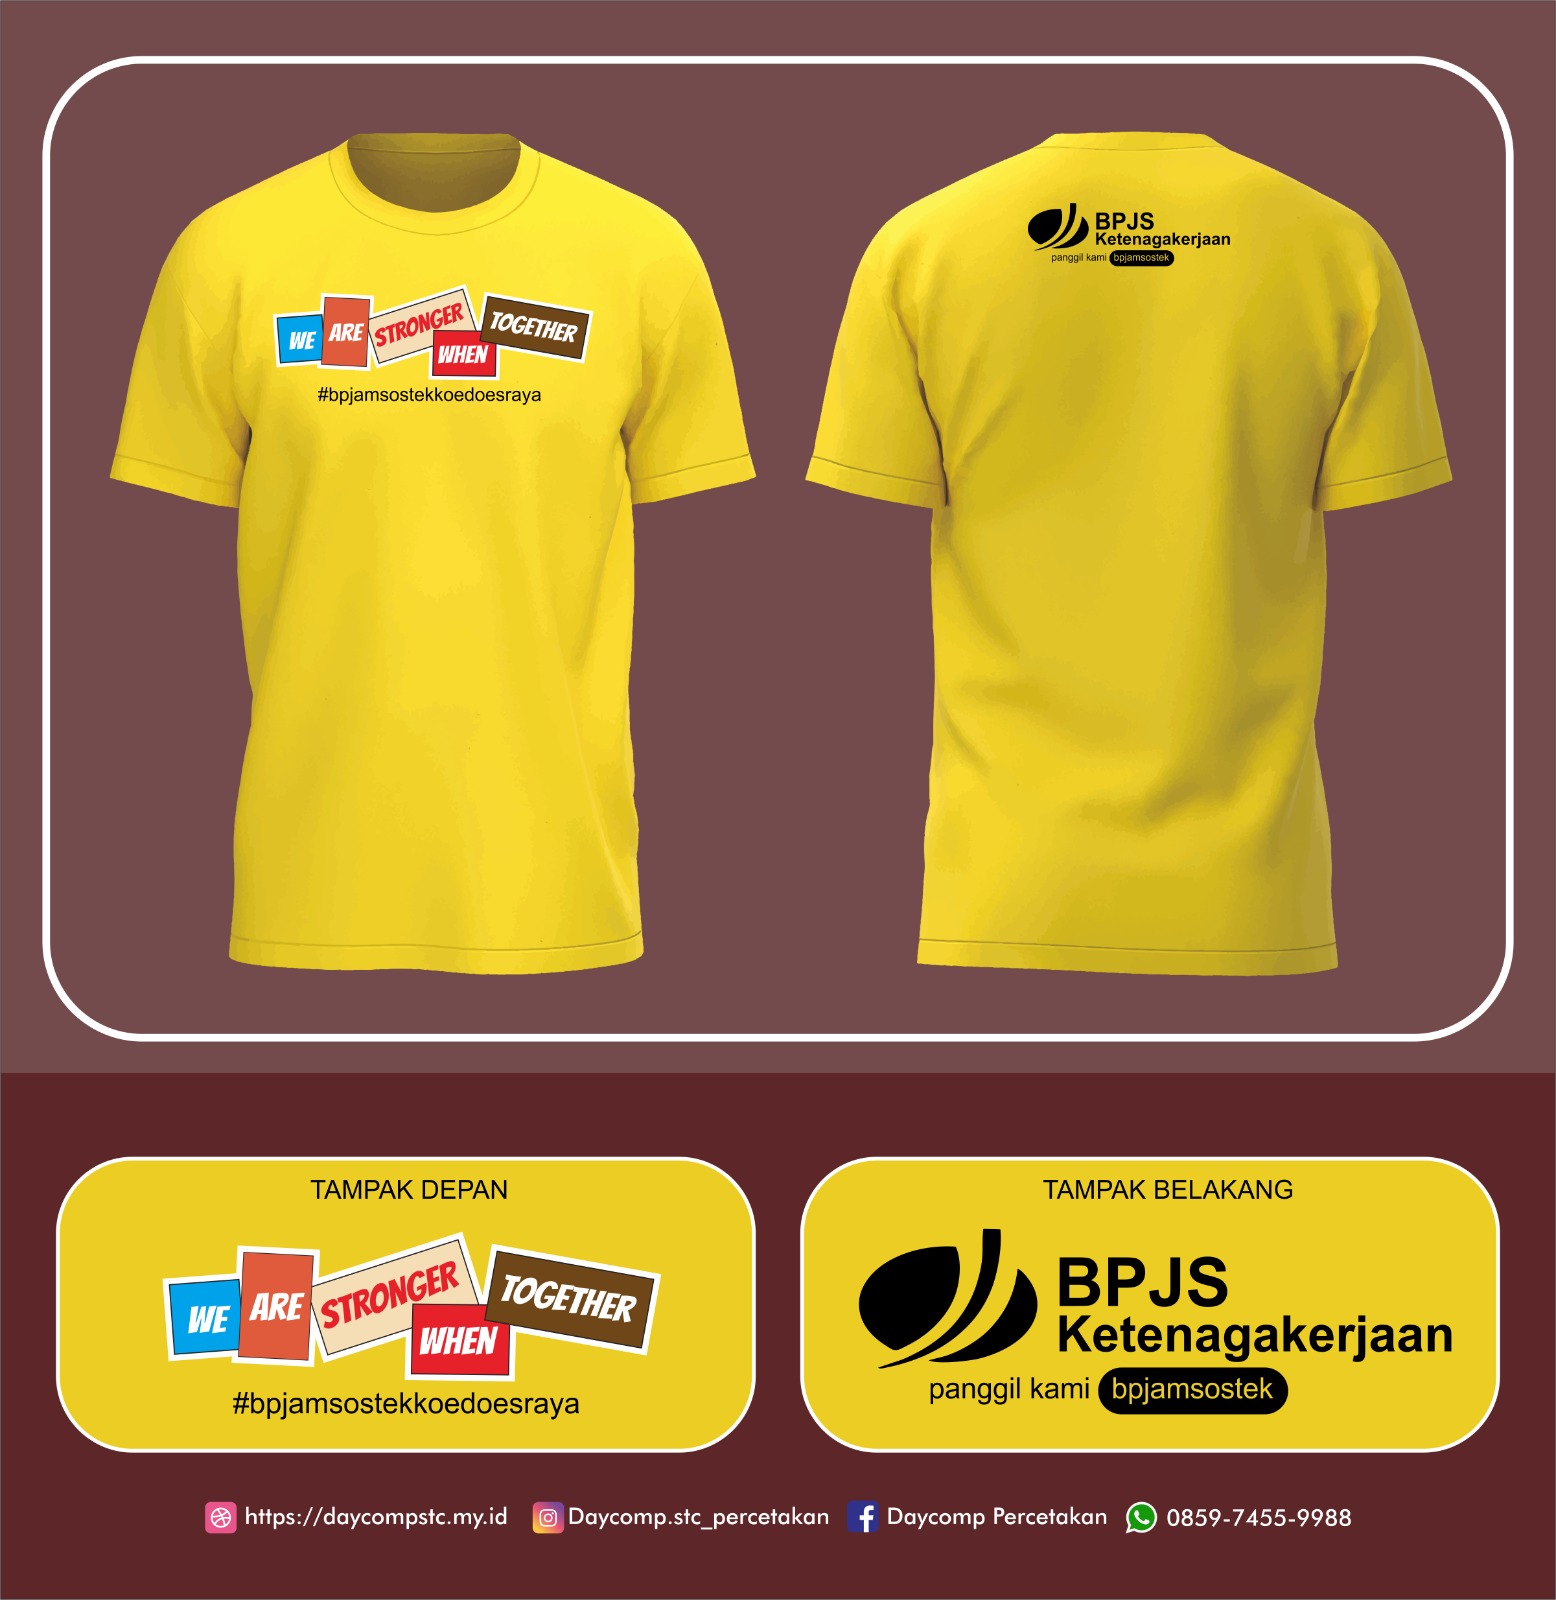 WE ARE STRONGER WHEN TOGETHER
#bpjamsostekkoedoesraya
BPJS
Ketenagakerjaan
panggil kami bpjamsostek
TAMPAK DEPAN
WE ARE STRONGER WHEN TOGETHER
#bpjamsostekkoedoesraya
TAMPAK BELAKANG
BPJS
Ketenagakerjaan
panggil kami bpjamsostek
https://daycompstc.my.id Daycomp.stc_percetakan Daycomp Percetakan 0859-7455-9988